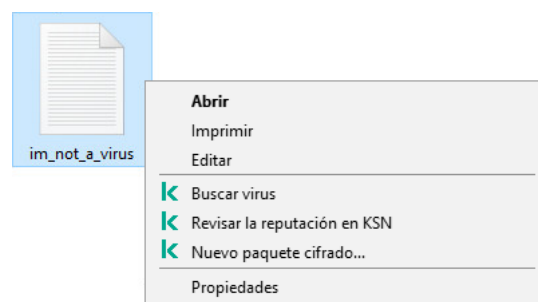 im_not_a_virus
Abrir
Imprimir
Editar
Buscar virus
Revisar la reputación en KSN
Nuevo paquete cifrado...
Propiedades